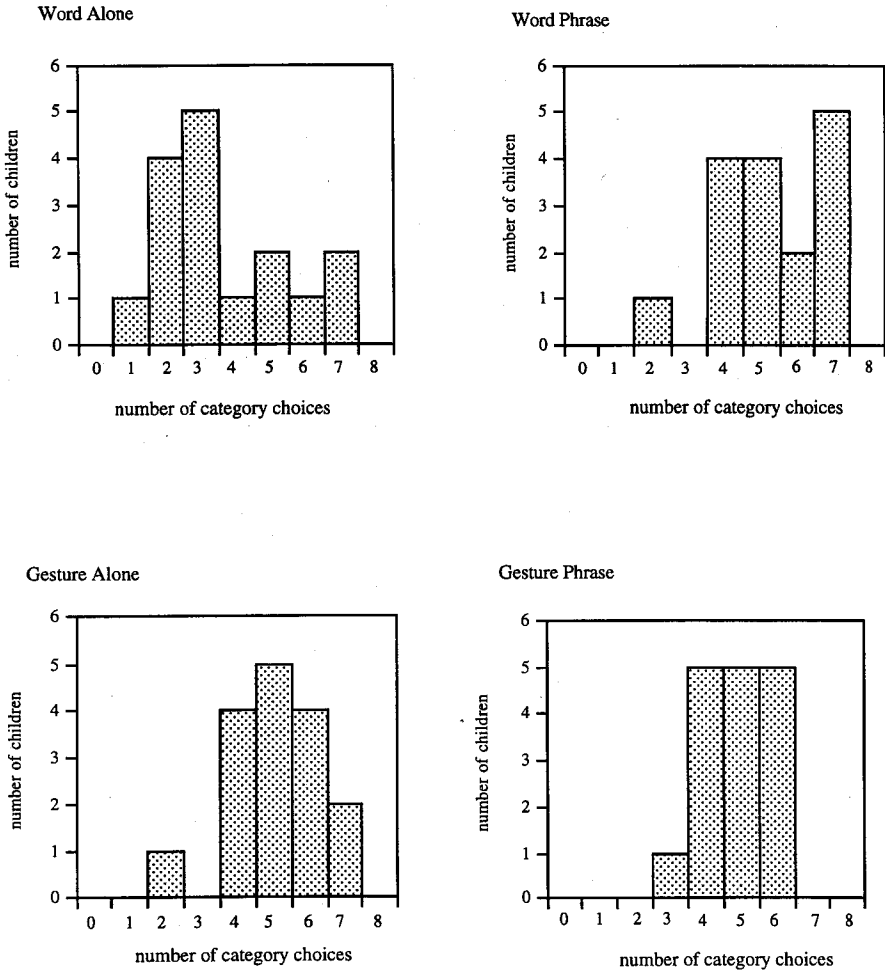 Word Alone
6
5
4
3
2
1
0
number of children
0 1 2 3 4 5 6 7 8
number of category choices
Word Phrase
6
5
4
3
2
1
0
number of children
0 1 2 3 4 5 6 7 8
number of category choices
Gesture Alone
6
5
4
3
2
1
0
number of children
0 1 2 3 4 5 6 7 8
number of category choices
Gesture Phrase
6
5
4
3
2
1
0
number of children
0 1 2 3 4 5 6 7 8
number of category choices